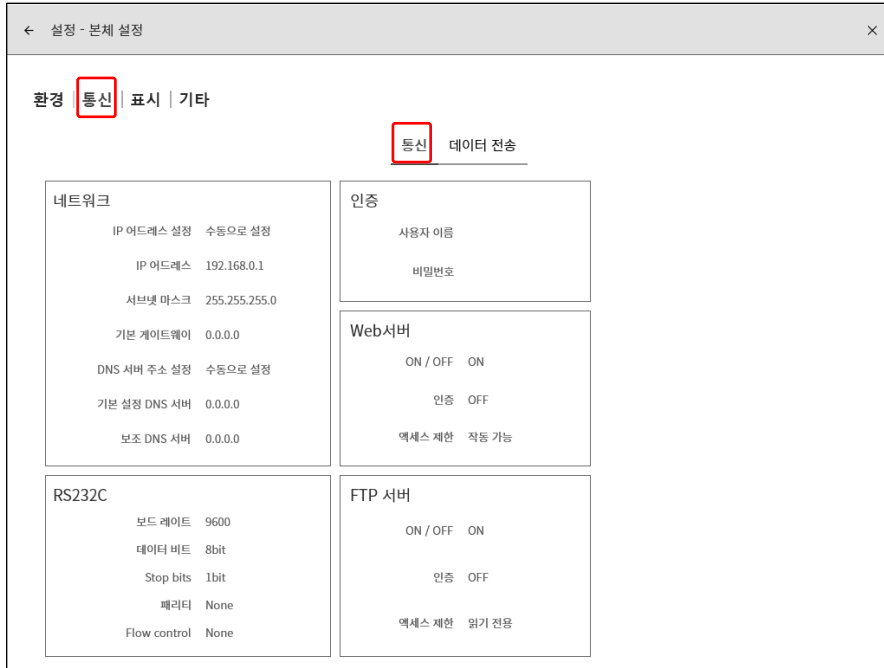 ← 설정 - 본체 설정 ×
환경 | 통신 | 표시 | 기타
통신 데이터 전송
네트워크
IP 어드레스 설정 수동으로 설정
IP 어드레스 192.168.0.1
서브넷 마스크 255.255.255.0
기본 게이트웨이 0.0.0.0
DNS 서버 주소 설정 수동으로 설정
기본 설정 DNS 서버 0.0.0.0
보조 DNS 서버 0.0.0.0
인증
사용자 이름
비밀번호
Web서버
ON / OFF ON
인증 OFF
액세스 제한 작동 가능
RS232C
보드 레이트 9600
데이터 비트 8bit
Stop bits 1bit
패리티 None
Flow control None
FTP 서버
ON / OFF ON
인증 OFF
액세스 제한 읽기 전용